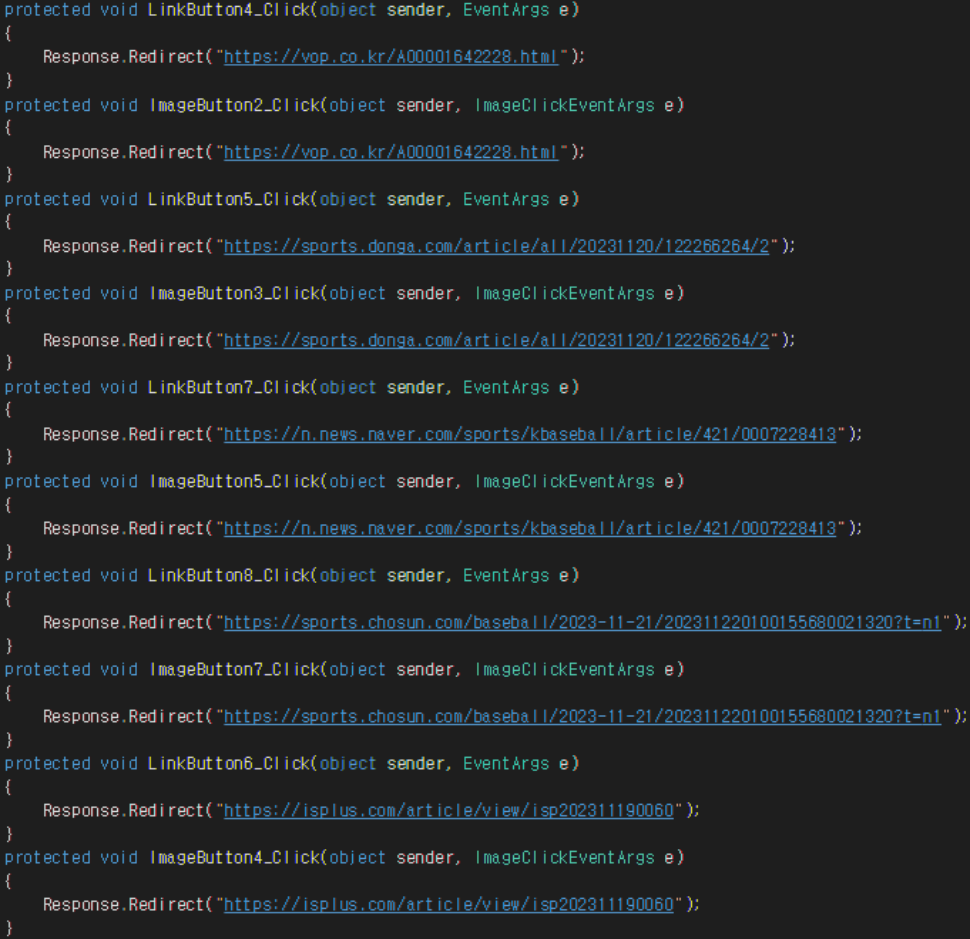 protected void LinkButton4_Click(object sender, EventArgs e)
{
    Response.Redirect("https://vop.co.kr/A00001642228.html");
}
protected void ImageButton2_Click(object sender, ImageClickEventArgs e)
{
    Response.Redirect("https://vop.co.kr/A00001642228.html");
}
protected void LinkButton5_Click(object sender, EventArgs e)
{
    Response.Redirect("https://sports.donga.com/article/all/20231120/122266264/2");
}
protected void ImageButton3_Click(object sender, ImageClickEventArgs e)
{
    Response.Redirect("https://sports.donga.com/article/all/20231120/122266264/2");
}
protected void LinkButton7_Click(object sender, EventArgs e)
{
    Response.Redirect("https://n.news.naver.com/sports/kbaseball/article/421/0007228413");
}
protected void ImageButton5_Click(object sender, ImageClickEventArgs e)
{
    Response.Redirect("https://n.news.naver.com/sports/kbaseball/article/421/0007228413");
}
protected void LinkButton8_Click(object sender, EventArgs e)
{
    Response.Redirect("https://sports.chosun.com/baseball/2023-11-21/202311220100155680021320?t=n1");
}
protected void ImageButton7_Click(object sender, ImageClickEventArgs e)
{
    Response.Redirect("https://sports.chosun.com/baseball/2023-11-21/202311220100155680021320?t=n1");
}
protected void LinkButton6_Click(object sender, EventArgs e)
{
    Response.Redirect("https://isplus.com/article/view/isp202311190060");
}
protected void ImageButton4_Click(object sender, ImageClickEventArgs e)
{
    Response.Redirect("https://isplus.com/article/view/isp202311190060");
}